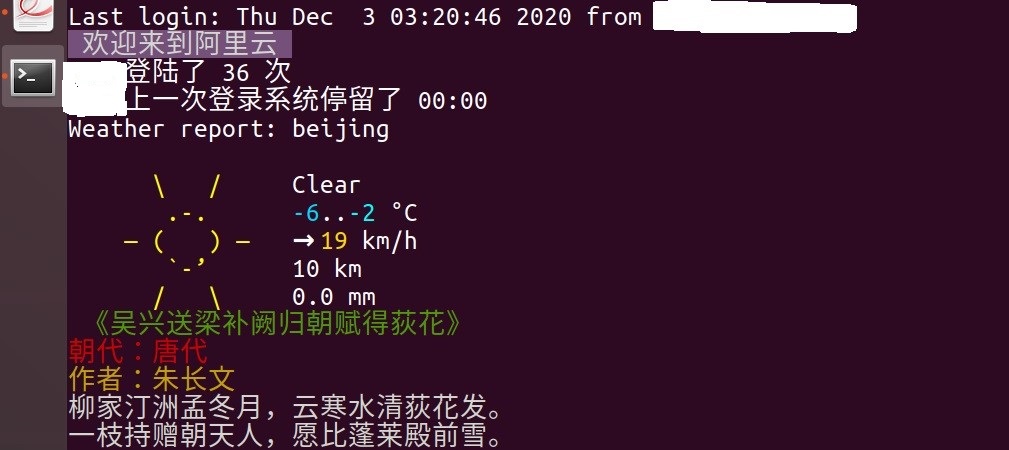 Last login: Thu Dec  3 03:20:46 2020 from
欢迎来到阿里云
登陆了 36 次
上一次登录系统停留了 00:00
Weather report: beijing
Clear
-6..-2 °C
→19 km/h
10 km
0.0 mm
《吴兴送梁补阙归朝赋得荻花》
朝代：唐代
作者：朱长文
柳家汀洲孟冬月，云寒水清荻花发。
一枝持赠朝天人，愿比蓬莱殿前雪。